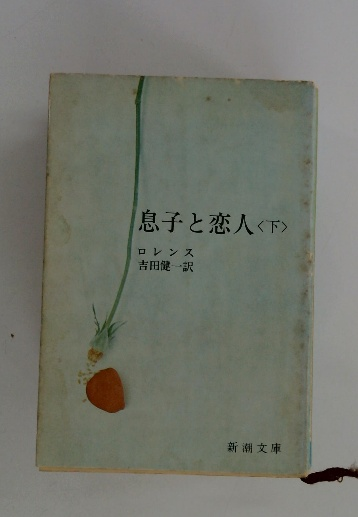 息子と恋人〈下〉
ロレンス
吉田健一訳
新潮文庫